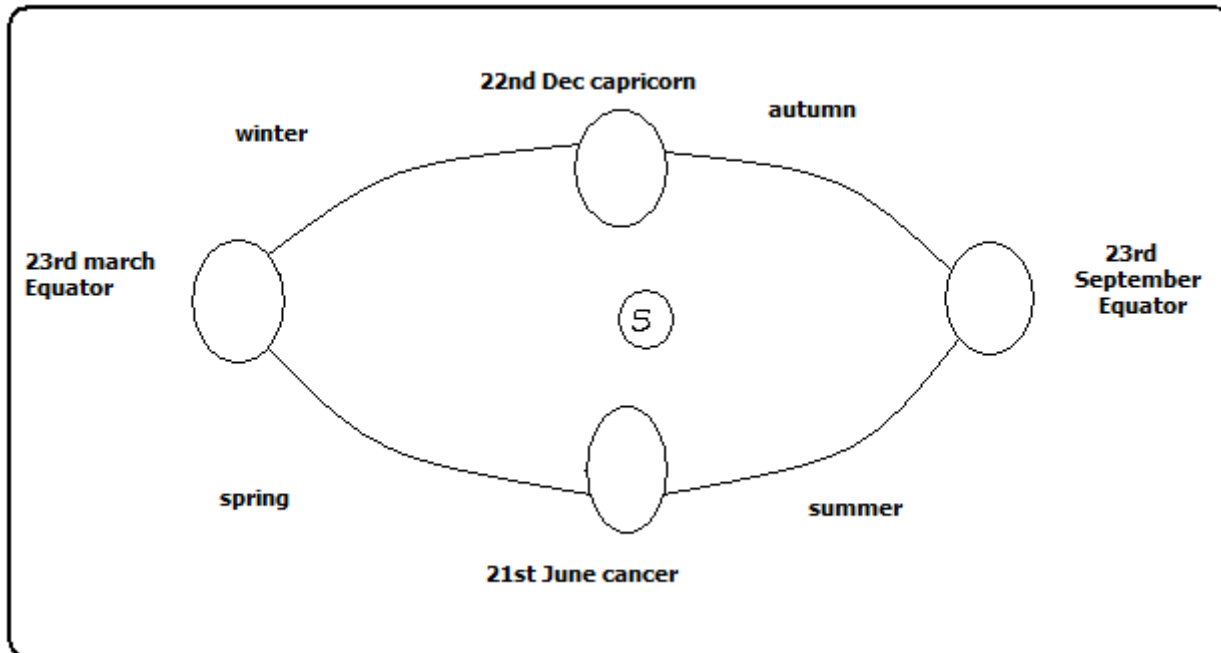 22nd Dec capricorn
winter
autumn
23rd march
Equator
S
23rd
September
Equator
spring
summer
21st June cancer